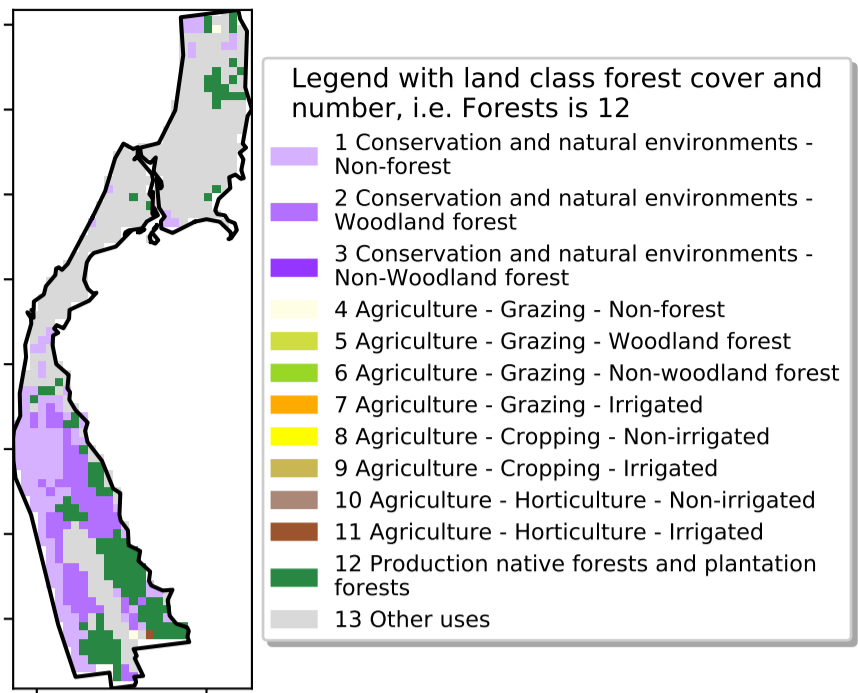 Legend with land class forest cover and
number, i.e. Forests is 12
1 Conservation and natural environments -
Non-forest
2 Conservation and natural environments -
Woodland forest
3 Conservation and natural environments -
Non-Woodland forest
4 Agriculture - Grazing - Non-forest
5 Agriculture - Grazing - Woodland forest
6 Agriculture - Grazing - Non-woodland forest
7 Agriculture - Grazing - Irrigated
8 Agriculture - Cropping - Non-irrigated
9 Agriculture - Cropping - Irrigated
10 Agriculture - Horticulture - Non-irrigated
11 Agriculture - Horticulture - Irrigated
12 Production native forests and plantation
forests
13 Other uses